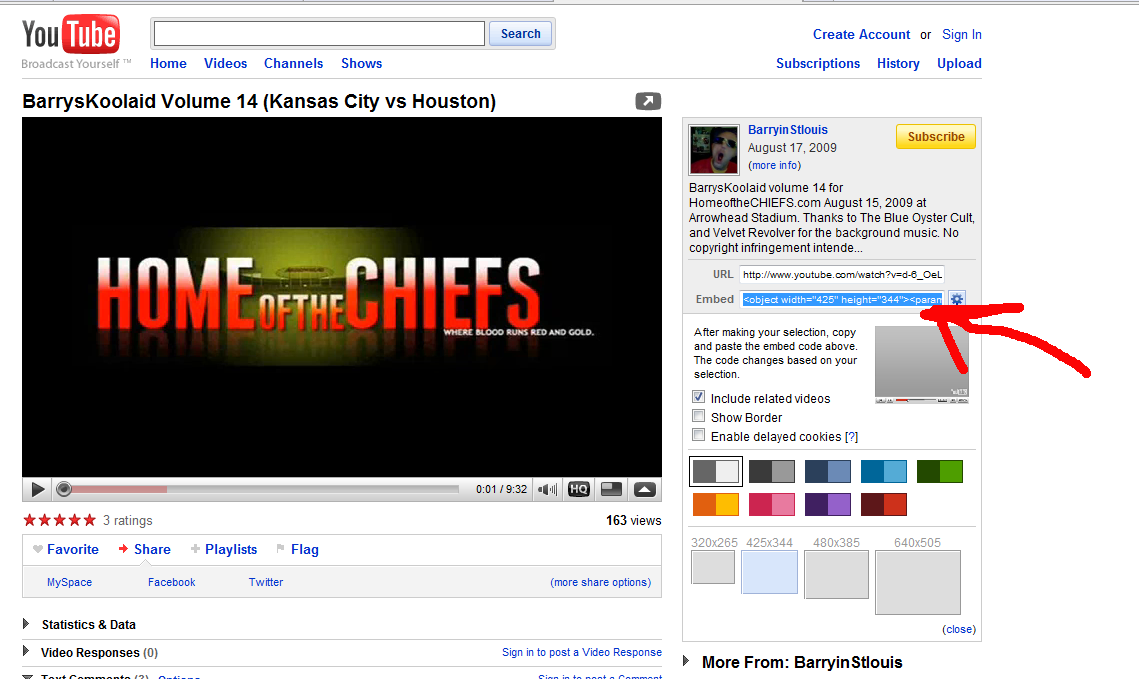 You Tube
Broadcast Yourself ™
Search
Create Account or Sign In
Home Videos Channels Shows
Subscriptions History Upload
BarrysKoolaid Volume 14 (Kansas City vs Houston)
HOME OF THE CHIEFS
WHERE BLOOD RUNS RED AND GOLD.
0:01 / 9:32
HQ
3 ratings
163 views
Favorite Share Playlists Flag
MySpace Facebook Twitter (more share options)
Statistics & Data
Video Responses (0) Sign in to post a Video Response
Text Comments (3) Options Sign in to post a Comment
BarryinStlouis
August 17, 2009
(more info)
Subscribe
BarrysKoolaid volume 14 for
HomeoftheCHIEFS.com August 15, 2009 at
Arrowhead Stadium. Thanks to The Blue Oyster Cult,
and Velvet Revolver for the background music. No
copyright infringement intende...
URL http://www.youtube.com/watch?v=d-6_OeL
Embed <object width="425" height="344"><param
After making your selection, copy
and paste the embed code above.
The code changes based on your
selection.
Include related videos
Show Border
Enable delayed cookies [?]
320x265 425x344 480x385 640x505
(close)
More From: BarryinStlouis